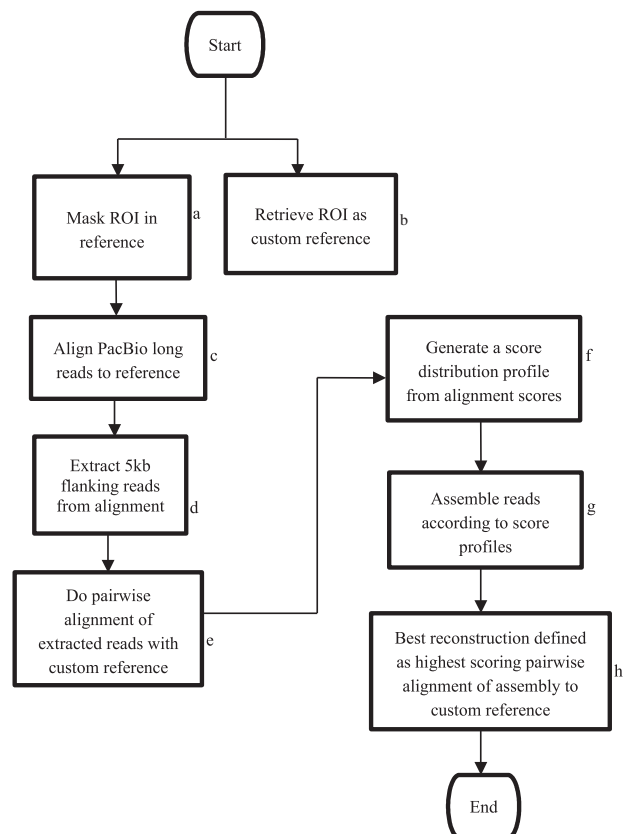 Start
Mask ROI in
reference
a
Retrieve ROI as
custom reference
b
Align PacBio long
reads to reference
c
Extract 5kb
flanking reads
from alignment
d
Do pairwise
alignment of
extracted reads with
custom reference
e
Generate a score
distribution profile
from alignment scores
f
Assemble reads
according to score
profiles
g
Best reconstruction defined
as highest scoring pairwise
alignment of assembly to
custom reference
h
End